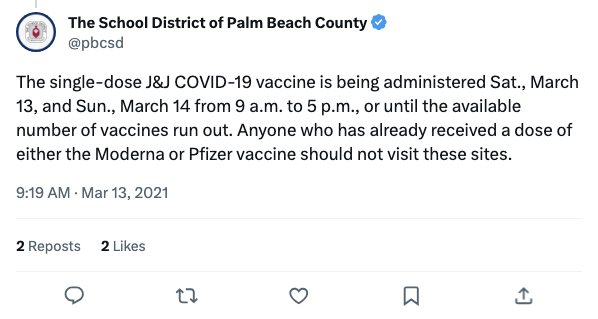 The School District of Palm Beach County
@pbcsd
The single-dose J&J COVID-19 vaccine is being administered Sat., March
13, and Sun., March 14 from 9 a.m. to 5 p.m., or until the available
number of vaccines run out. Anyone who has already received a dose of
either the Moderna or Pfizer vaccine should not visit these sites.
9:19 AM · Mar 13, 2021
2 Reposts 2 Likes